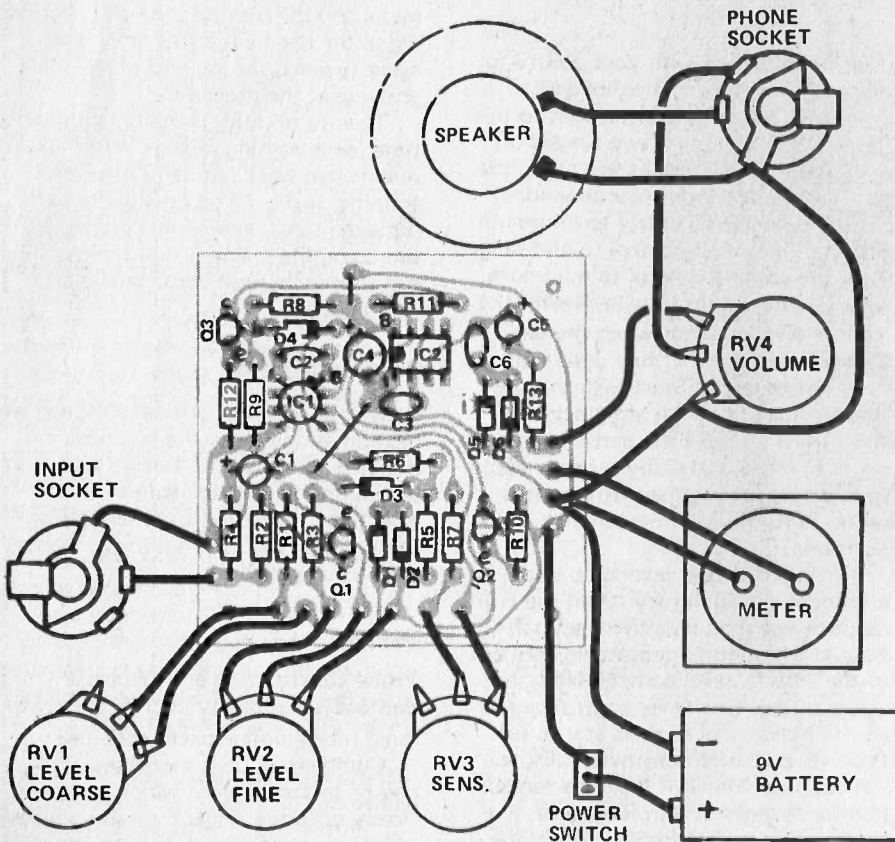 PHONE
SOCKET
SPEAKER
RV4
VOLUME
R8
R11
C5
Q3
e
D4
B
IC2
C6
C2
C4
R12
R9
IC1
C3
Q5
Q6
R13
INPUT
SOCKET
C1
R6
D3
R4
R2
R1
R3
e
c
Q1
D1
D2
R5
R7
e
c
Q2
R10
METER
RV1
LEVEL
COARSE
RV2
LEVEL
FINE
RV3
SENS.
POWER
SWITCH
9V
BATTERY